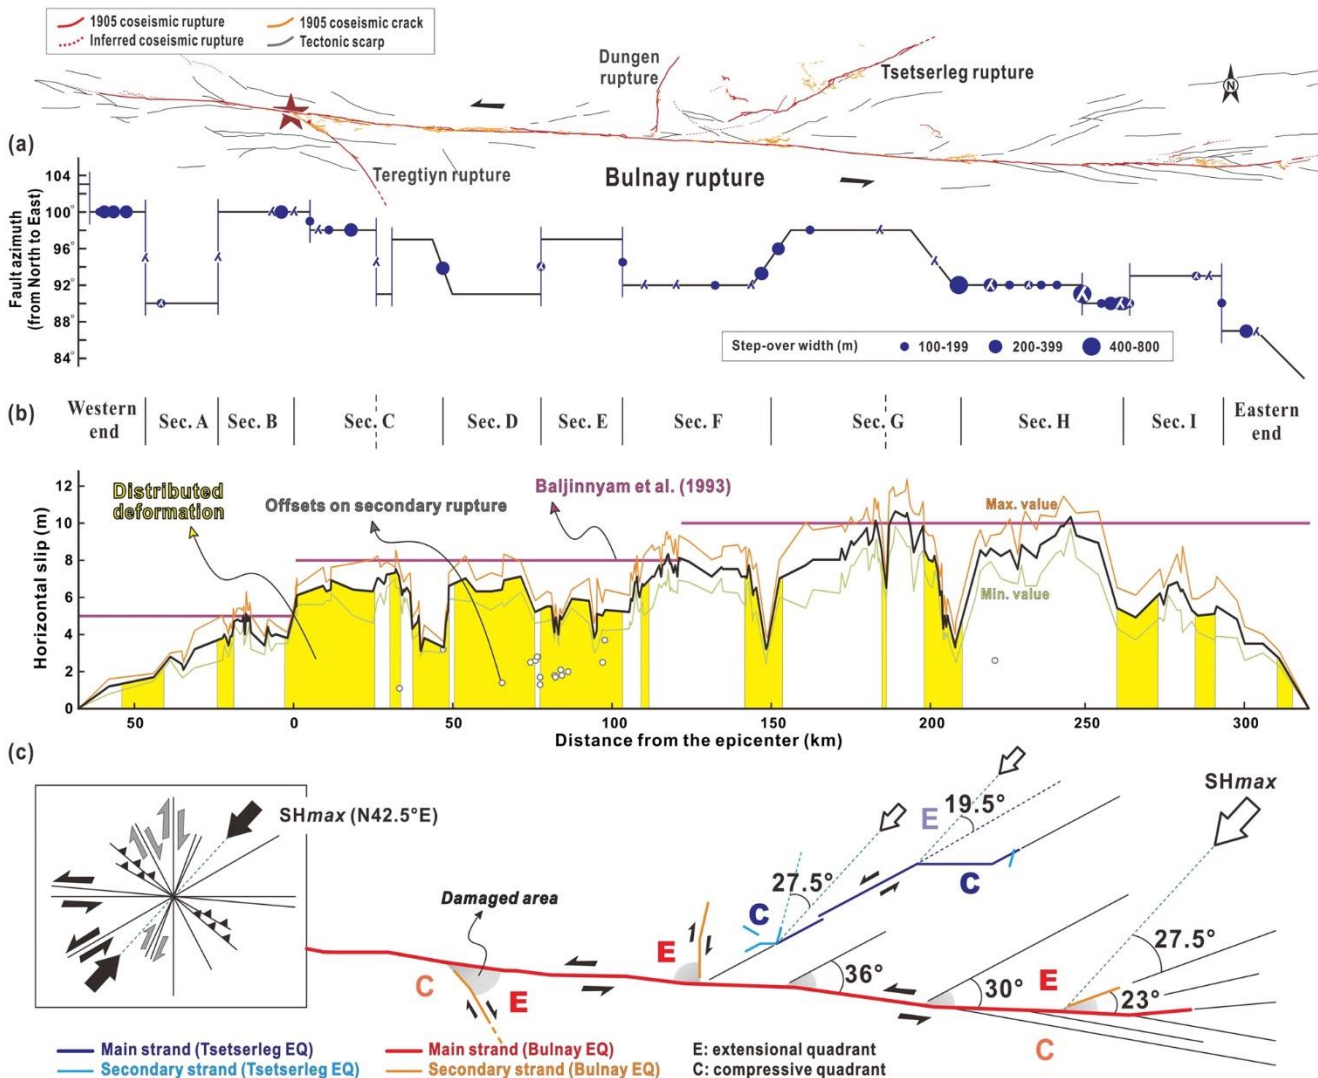 1905 coseismic rupture
1905 coseismic crack
Inferred coseismic rupture
Tectonic scarp
Dungen
rupture
Tsetserleg rupture
N
(a)
Teregtiyn rupture
Bulnay rupture
Fault azimuth
(from North to East)
104°
100°
96°
92°
88°
84°
Step-over width (m)
100-199
200-399
400-800
(b)
Western
end
Sec. A
Sec. B
Sec. C
Sec. D
Sec. E
Sec. F
Sec. G
Sec. H
Sec. I
Eastern
end
Horizontal slip (m)
12
10
8
6
4
2
0
Distributed
deformation
Offsets on secondary rupture
Baljinnyam et al. (1993)
Max. value
Min. value
50
0
50
100
150
200
250
300
Distance from the epicenter (km)
(c)
SHmax (N42.5°E)
Damaged area
SHmax
E
19.5°
27.5°
C
C
27.5°
E
C
E
36°
30°
E
23°
C
Main strand (Tsetserleg EQ)
Main strand (Bulnay EQ)
E: extensional quadrant
Secondary strand (Tsetserleg EQ)
Secondary strand (Bulnay EQ)
C: compressive quadrant